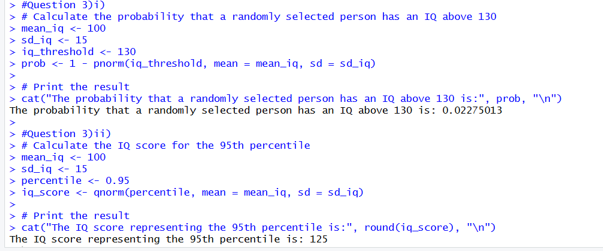 > #Question 3)i)
> # Calculate the probability that a randomly selected person has an IQ above 130
> mean_iq <- 100
> sd_iq <- 15
> iq_threshold <- 130
> prob <- 1 - pnorm(iq_threshold, mean = mean_iq, sd = sd_iq)
>
> # Print the result
> cat("The probability that a randomly selected person has an IQ above 130 is:", prob, "\n")
The probability that a randomly selected person has an IQ above 130 is: 0.02275013
>
> #Question 3)ii)
> # Calculate the IQ score for the 95th percentile
> mean_iq <- 100
> sd_iq <- 15
> percentile <- 0.95
> iq_score <- qnorm(percentile, mean = mean_iq, sd = sd_iq)
>
> # Print the result
> cat("The IQ score representing the 95th percentile is:", round(iq_score), "\n")
The IQ score representing the 95th percentile is: 125